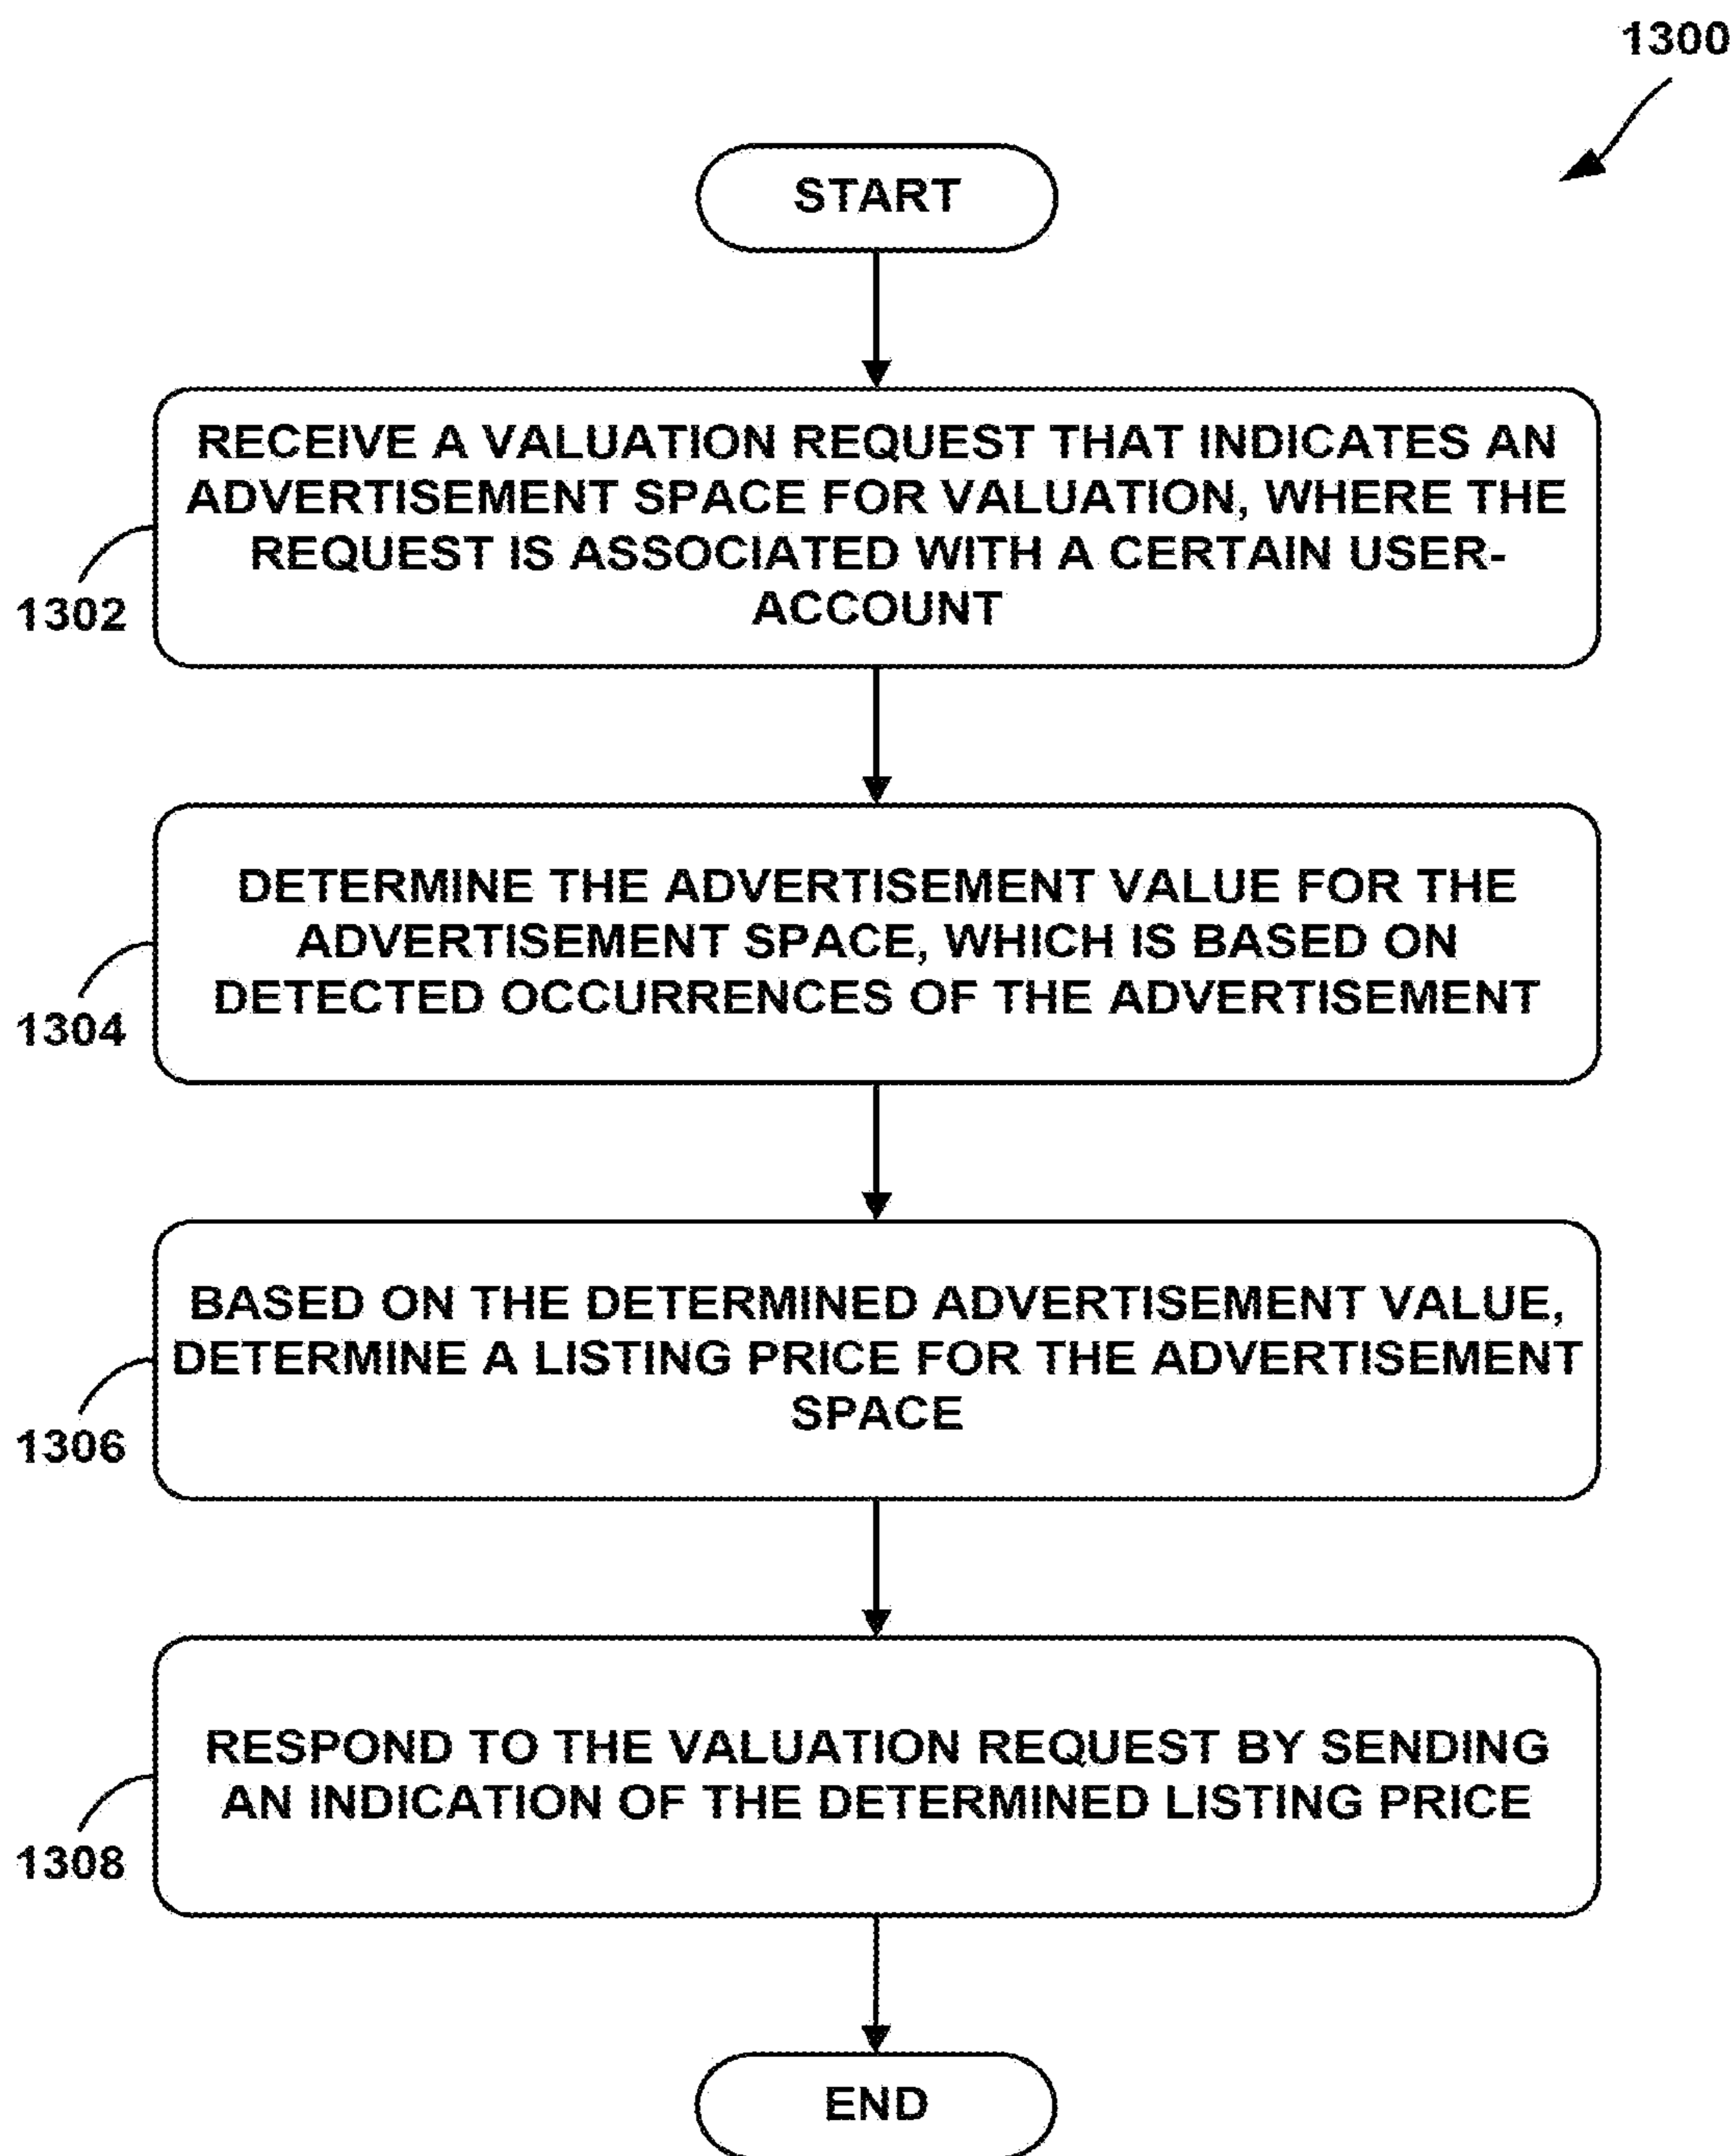 1300
START
RECEIVE A VALUATION REQUEST THAT INDICATES AN
ADVERTISEMENT SPACE FOR VALUATION, WHERE THE
REQUEST IS ASSOCIATED WITH A CERTAIN USER-
ACCOUNT
1302
DETERMINE THE ADVERTISEMENT VALUE FOR THE
ADVERTISEMENT SPACE, WHICH IS BASED ON
DETECTED OCCURRENCES OF THE ADVERTISEMENT
1304
BASED ON THE DETERMINED ADVERTISEMENT VALUE,
DETERMINE A LISTING PRICE FOR THE ADVERTISEMENT
SPACE
1306
RESPOND TO THE VALUATION REQUEST BY SENDING
AN INDICATION OF THE DETERMINED LISTING PRICE
1308
END